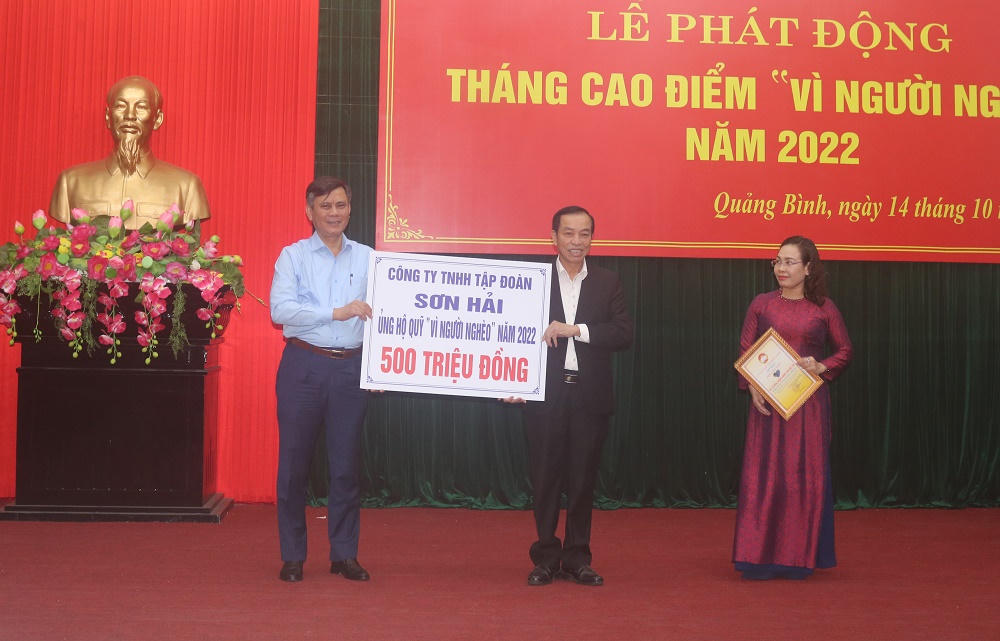 LỄ PHÁT ĐỘNG
THÁNG CAO ĐIỂM "VÌ NGƯỜI NG
NĂM 2022
Quảng Bình, ngày 14 tháng 10
CÔNG TY TNHH TẬP ĐOÀN
SƠN HẢI
ỦNG HỘ QUỸ "VÌ NGƯỜI NGHÈO" NĂM 2022
500 TRIỆU ĐỒNG